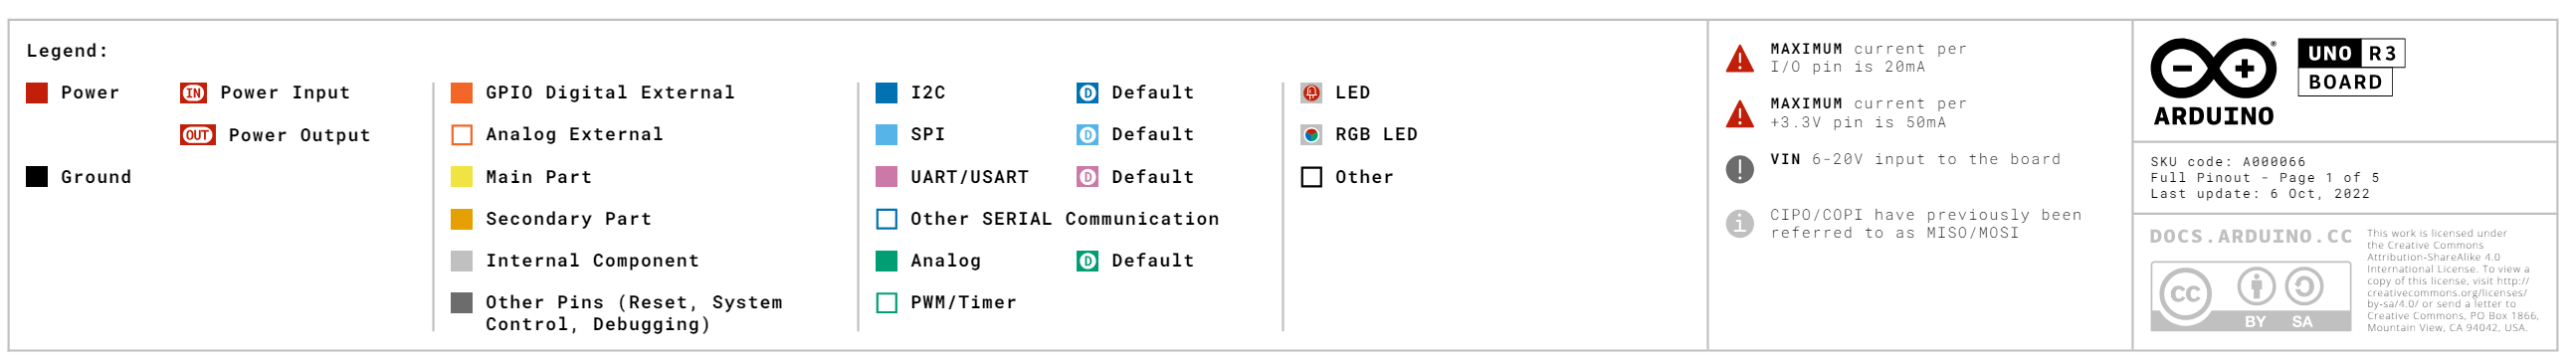 Legend:
Power
IN Power Input
OUT Power Output
Ground
GPIO Digital External
Analog External
Main Part
Secondary Part
Internal Component
Other Pins (Reset, System
Control, Debugging)
I2C
D Default
SPI
D Default
UART/USART
D Default
Other SERIAL Communication
Analog
D Default
PWM/Timer
LED
RGB LED
Other
MAXIMUM current per
I/O pin is 20mA
MAXIMUM current per
+3.3V pin is 50mA
VIN 6-20V input to the board
CIPO/COPI have previously been
referred to as MISO/MOSI
ARDUINO
UNO R3
BOARD
SKU code: A000066
Full Pinout - Page 1 of 5
Last update: 6 Oct, 2022
DOCS.ARDUINO.CC
cc
BY SA
This work is licensed under
the Creative Commons
Attribution-ShareAlike 4.0
International License. To view a
copy of this license, visit http://
creativecommons.org/licenses/
by-sa/4.0/ or send a letter to
Creative Commons, PO Box 1866,
Mountain View, CA 94042, USA.